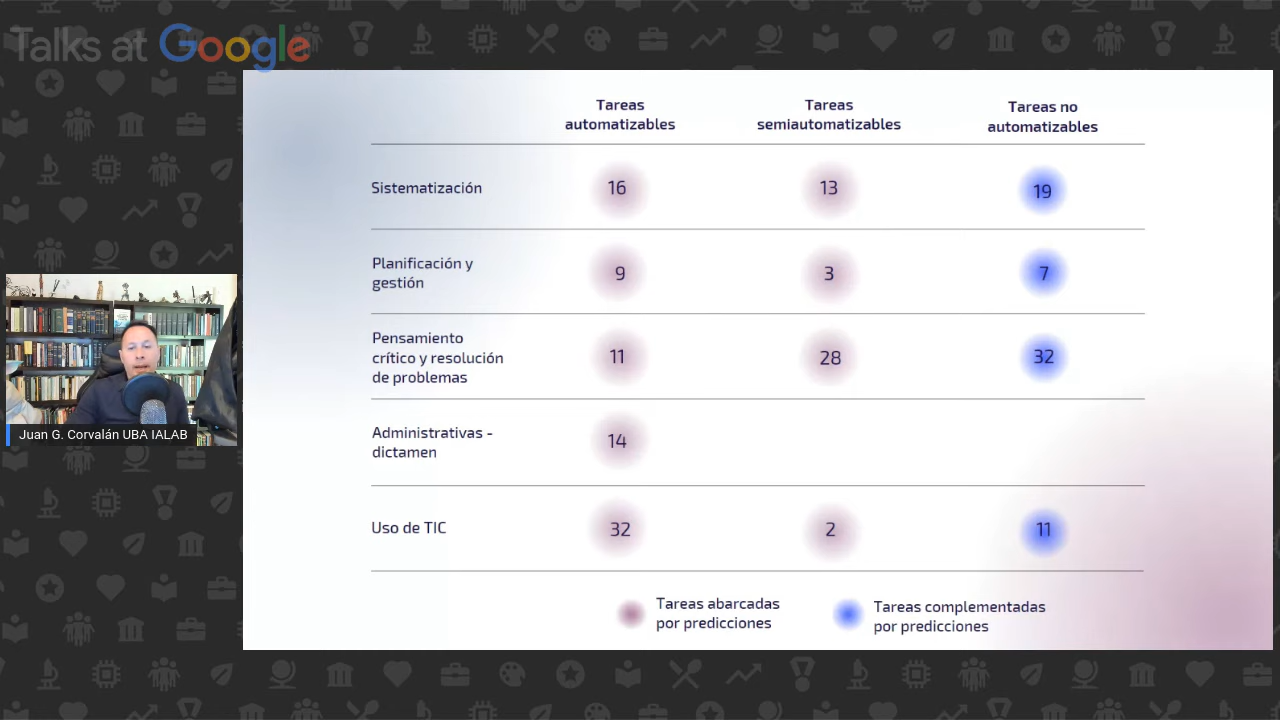 Talks at Google
Tareas
automatizables
Tareas
semiautomatizables
Tareas no
automatizables
Sistematización
16
13
19
Planificación y
gestión
9
3
7
Pensamiento
crítico y resolución
de problemas
11
28
32
Administrativas -
dictamen
14
Uso de TIC
32
2
11
Tareas abarcadas
por predicciones
Tareas complementadas
por predicciones
Juan G. Corvalán UBA IALAB